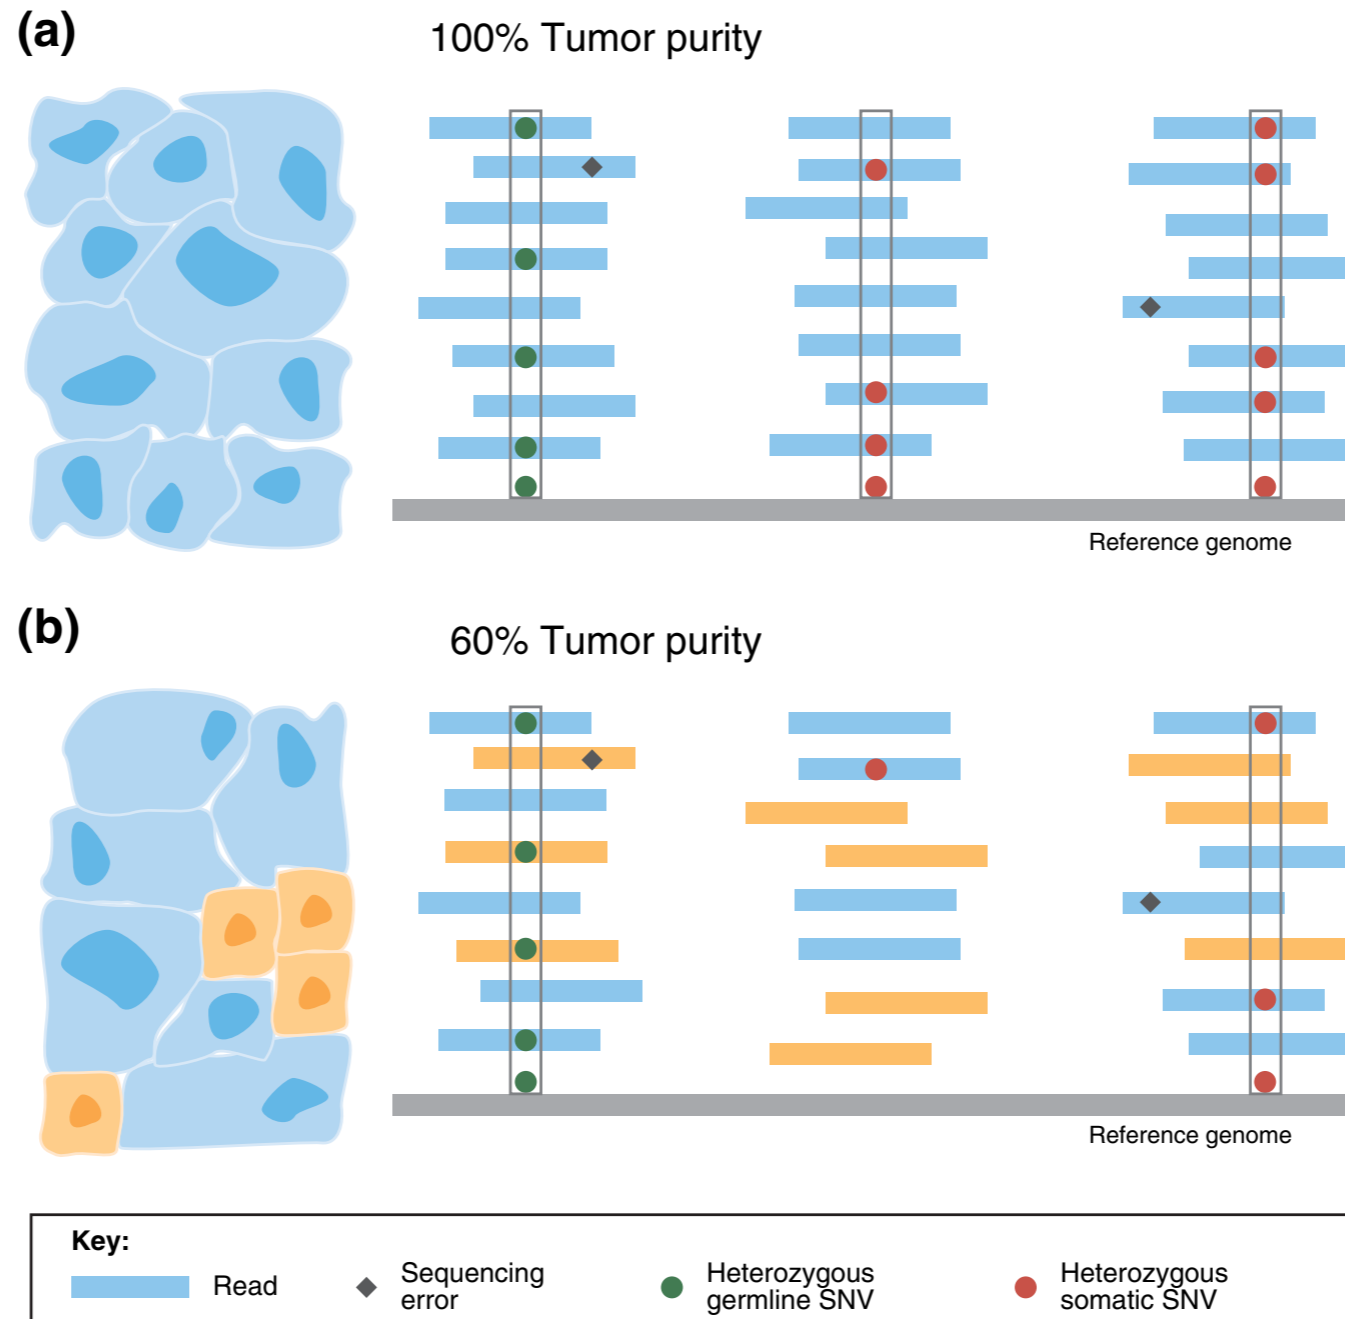 (a)
100% Tumor purity
Reference genome
(b)
60% Tumor purity
Reference genome
Key:
Read
Sequencing
error
Heterozygous
germline SNV
Heterozygous
somatic SNV